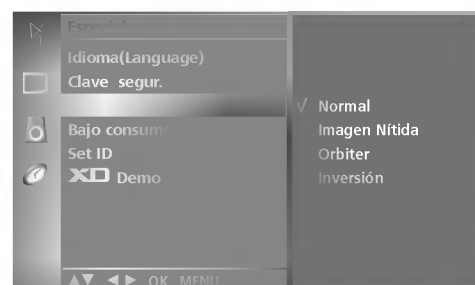 Especial
Idioma(Language)
Clave segur.
Normal
Bajo consumo
Imagen Nítida
Set ID
Orbiter
XD Demo
Inversión
OK MENU